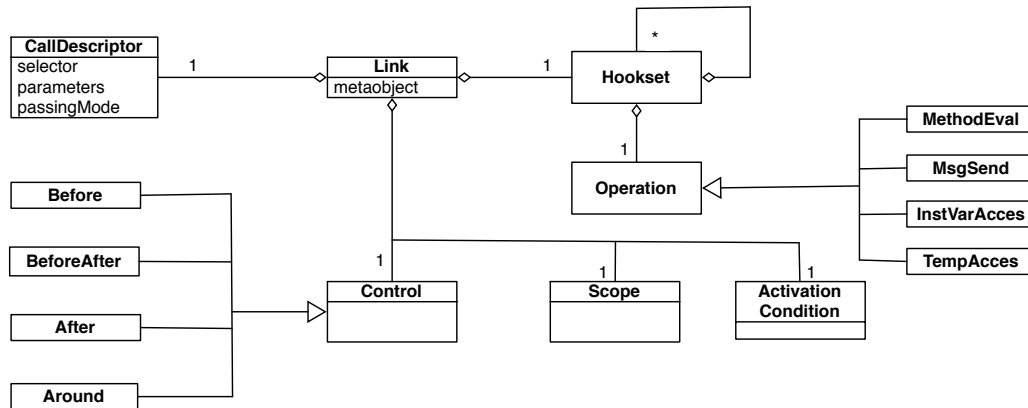 CallDescriptor
selector
parameters
passingMode
1
Link
metaobject
1
*
Hookset
1
Operation
MethodEval
MsgSend
InstVarAcces
TempAcces
Before
BeforeAfter
After
Around
1
Control
1
Scope
1
Activation
Condition